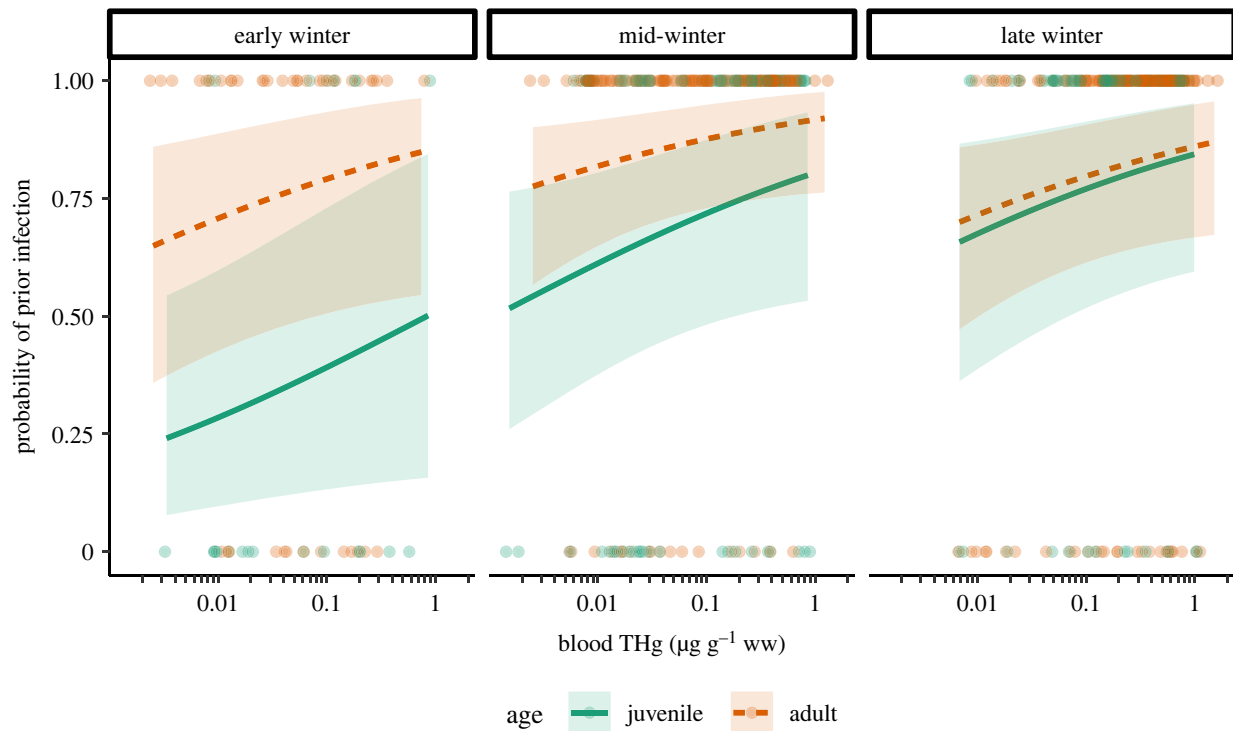 early winter
mid-winter
late winter
probability of prior infection
1.00
0.75
0.50
0.25
0
0.01 0.1 1
0.01 0.1 1
0.01 0.1 1
blood THg (µg g⁻¹ ww)
age juvenile adult